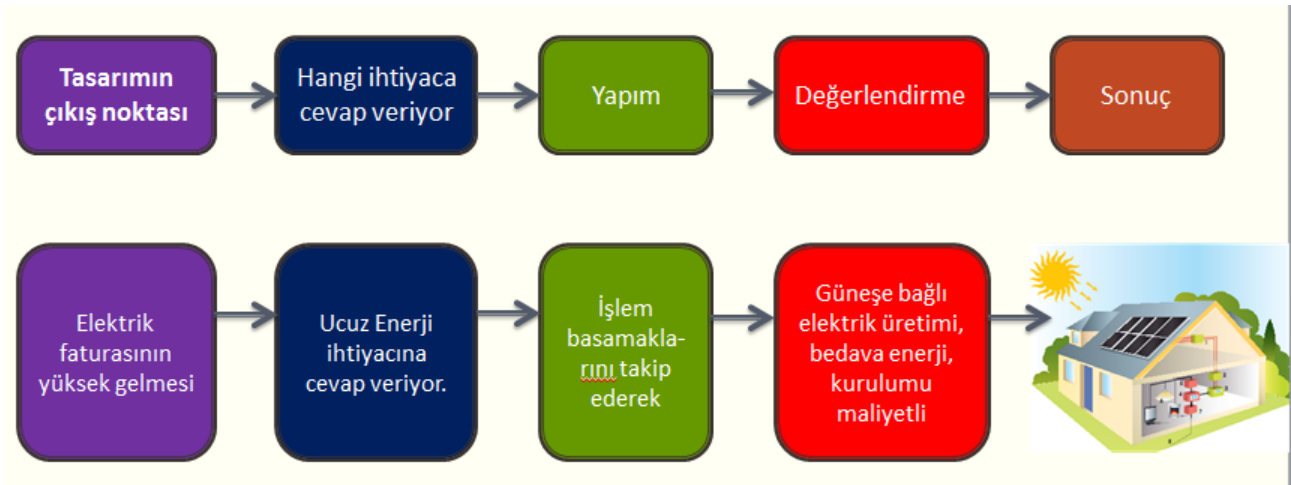 Tasarımın
çıkış noktası
Hangi ihtiyaca
cevap veriyor
Yapım
Değerlendirme
Sonuç
Elektrik
faturasının
yüksek gelmesi
Ucuz Enerji
ihtiyacına
cevap veriyor.
İşlem
basamakla-
rını takip
ederek
Güneşe bağlı
elektrik üretimi,
bedava enerji,
kurulumu
maliyetli